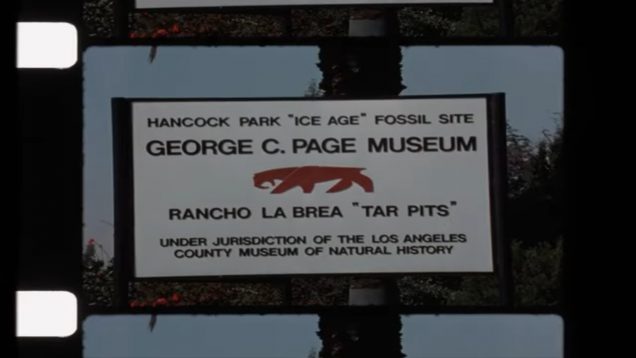 HANCOCK PARK "ICE AGE" FOSSIL SITE
GEORGE C. PAGE MUSEUM
RANCHO LA BREA "TAR PITS"
UNDER JURISDICTION OF THE LOS ANGELES
COUNTY MUSEUM OF NATURAL HISTORY